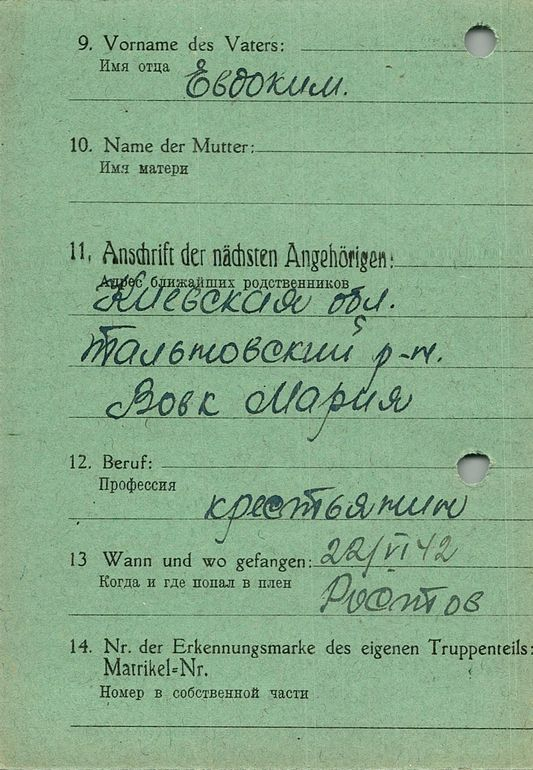 9. Vorname des Vaters:
Имя отца
Евдоким.
10. Name der Mutter:
Имя матери
11. Anschrift der nächsten Angehörigen:
Адрес ближайших родственников
Киевская обл.
Тальновский р-н.
Вовк Мария
12. Beruf:
Профессия
крестьянин
13 Wann und wo gefangen: 22/VI 42
Когда и где попал в плен
Ростов
14. Nr. der Erkennungsmarke des eigenen Truppenteils:
Matrikel-Nr.
Номер в собственной части